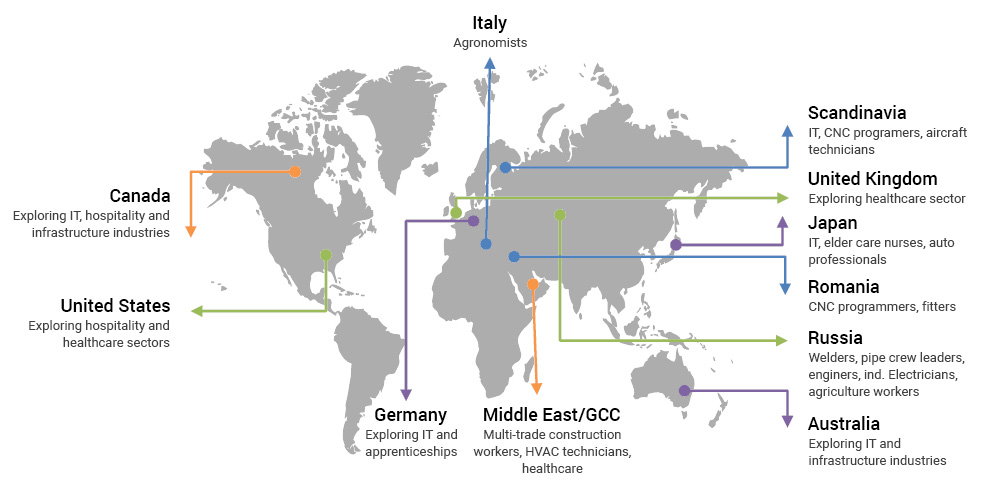 Italy
Agronomists
Scandinavia
IT, CNC programers, aircraft
technicians
United Kingdom
Exploring healthcare sector
Canada
Exploring IT, hospitality and
infrastructure industries
Japan
IT, elder care nurses, auto
professionals
Romania
CNC programmers, fitters
United States
Exploring hospitality and
healthcare sectors
Russia
Welders, pipe crew leaders,
enginers, ind. Electricians,
agriculture workers
Germany
Exploring IT and
apprenticeships
Middle East/GCC
Multi-trade construction
workers, HVAC technicians,
healthcare
Australia
Exploring IT and
infrastructure industries